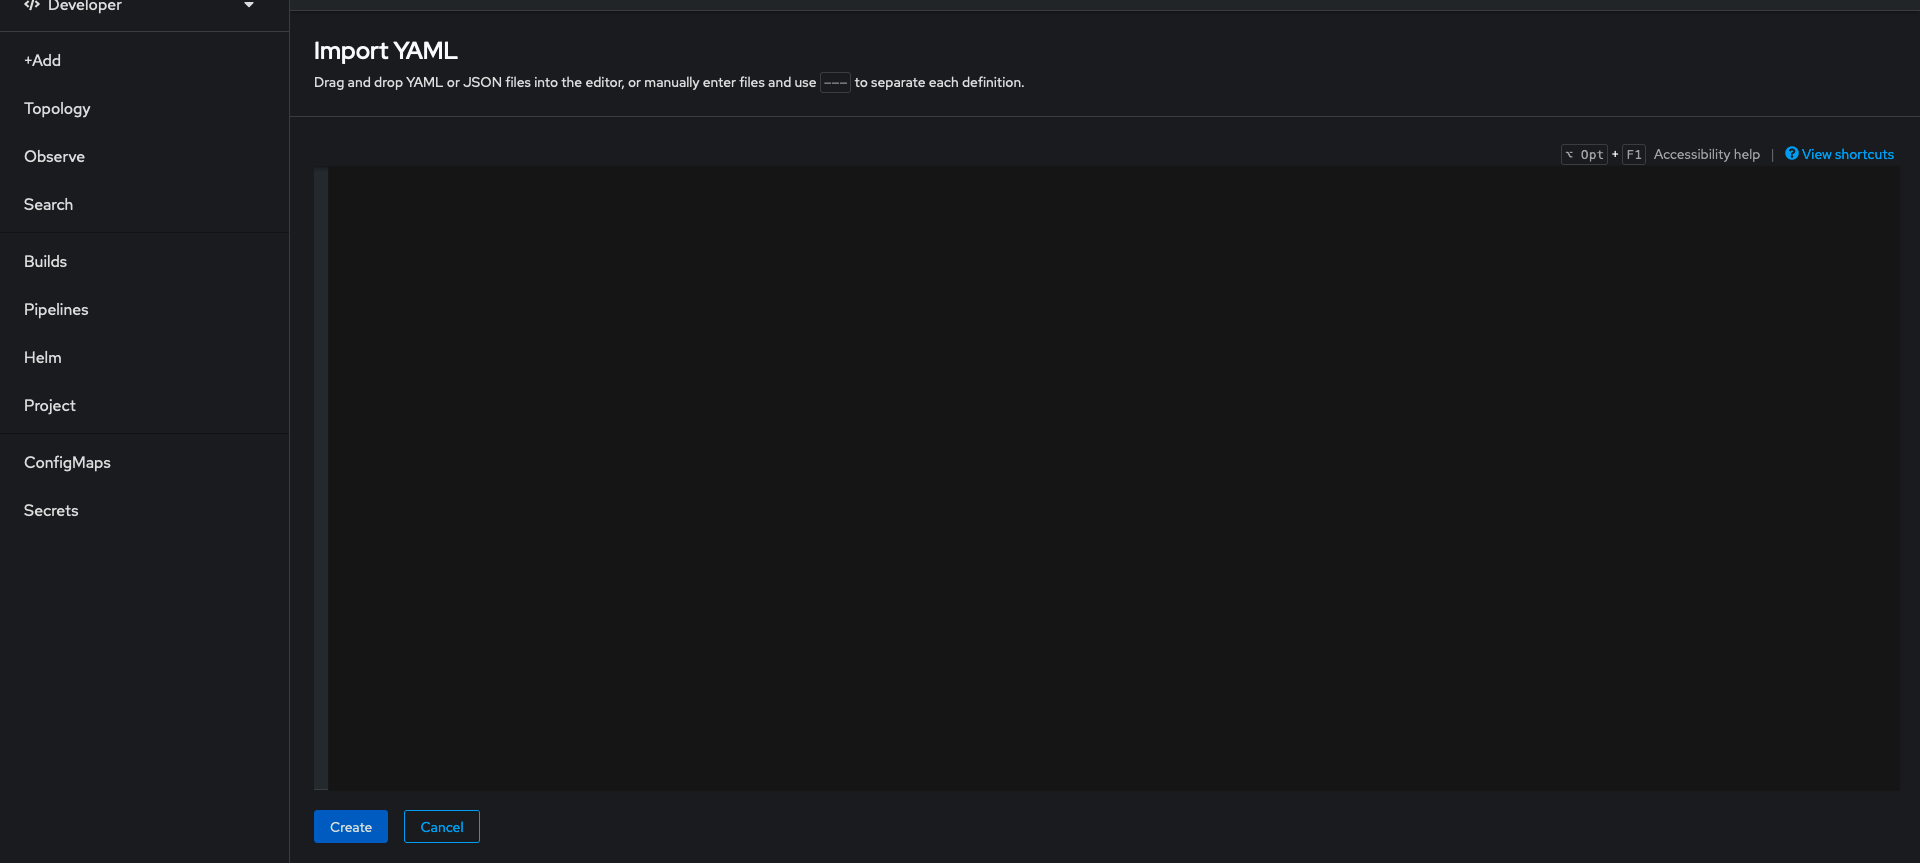 Developer
+Add
Topology
Observe
Search
Builds
Pipelines
Helm
Project
ConfigMaps
Secrets
Import YAML
Drag and drop YAML or JSON files into the editor, or manually enter files and use --- to separate each definition.
⌥ Opt + F1 Accessibility help | View shortcuts
Create Cancel